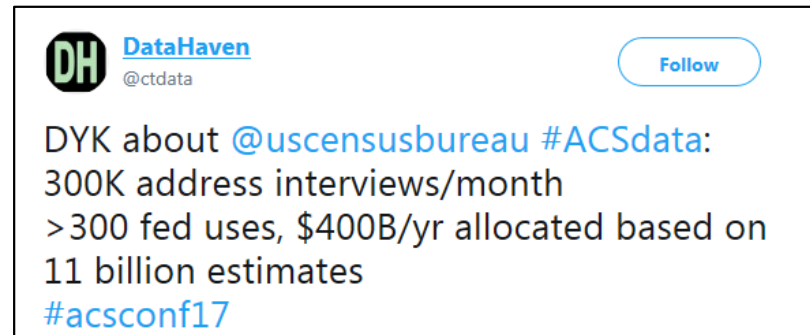 DH
DataHaven
@ctdata
Follow
DYK about @uscensusbureau #ACSdata:
300K address interviews/month
>300 fed uses, $400B/yr allocated based on
11 billion estimates
#acsconf17